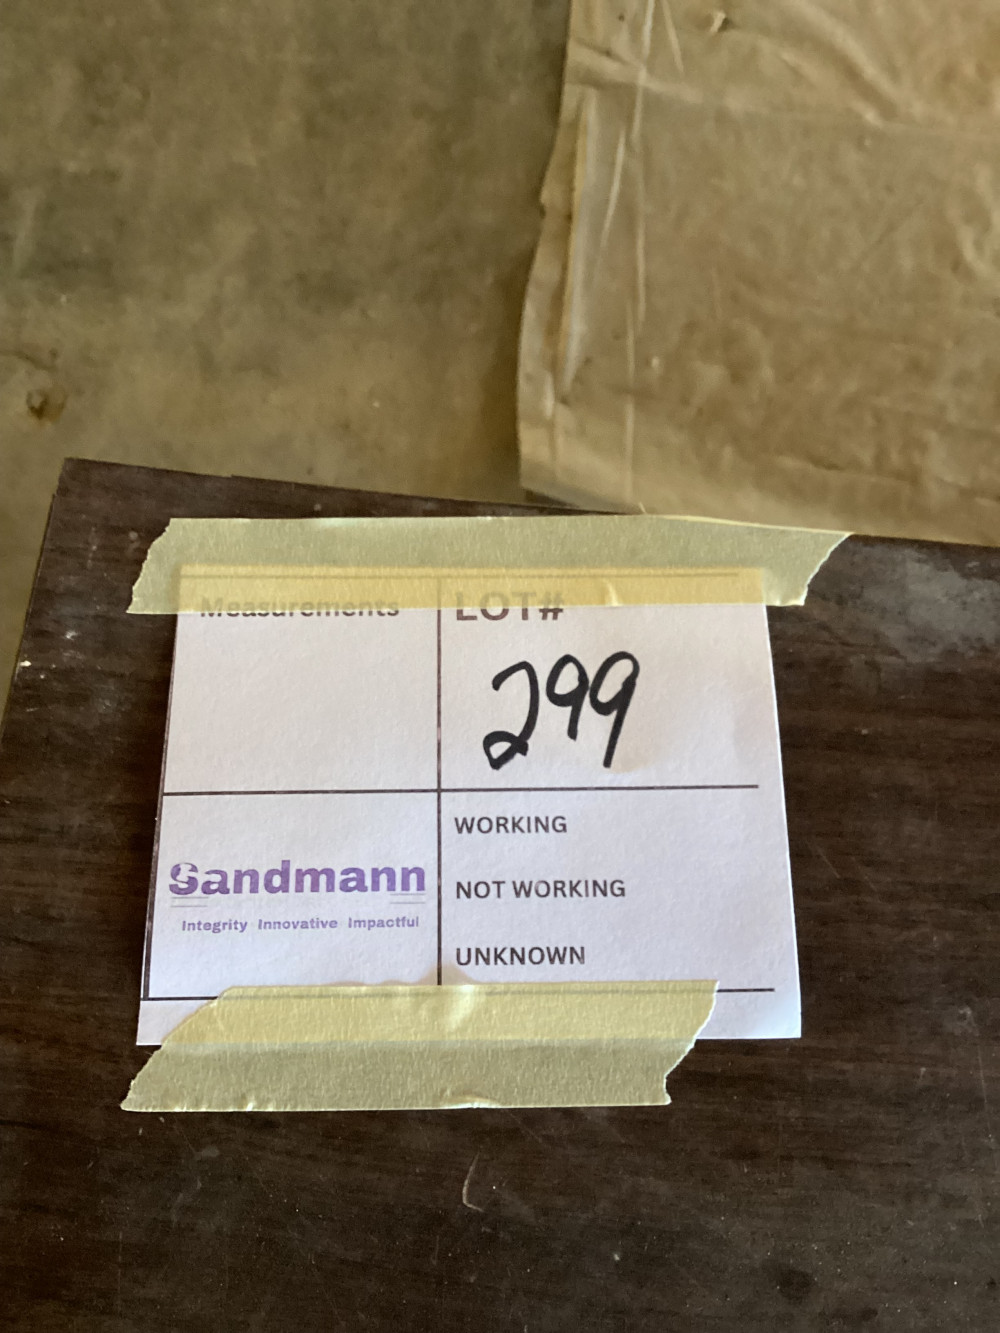 Measurements
LOT#
299
WORKING
NOT WORKING
UNKNOWN
Sandmann
Integrity Innovative Impactful